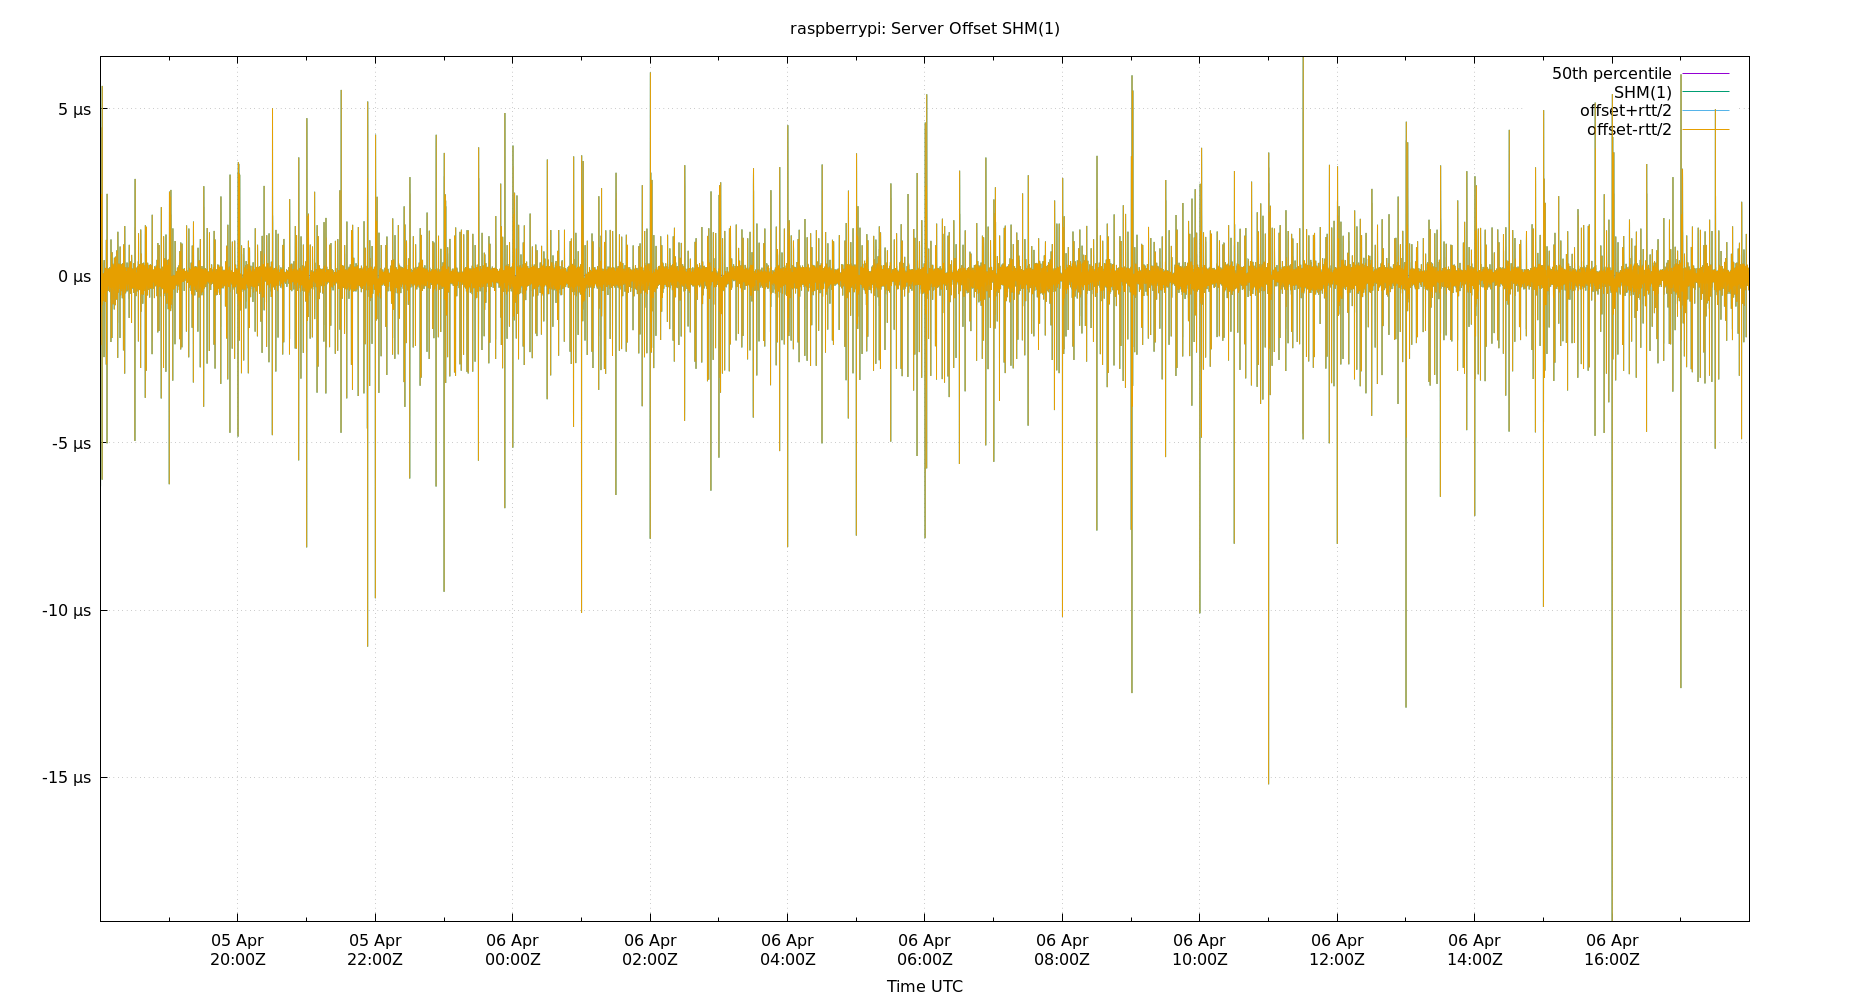 raspberrypi: Server Offset SHM(1)
50th percentile
SHM(1)
offset+rtt/2
offset-rtt/2
5 µs
0 µs
-5 µs
-10 µs
-15 µs
05 Apr 05 Apr 06 Apr 06 Apr 06 Apr 06 Apr 06 Apr 06 Apr 06 Apr 06 Apr 06 Apr
20:00Z 22:00Z 00:00Z 02:00Z 04:00Z 06:00Z 08:00Z 10:00Z 12:00Z 14:00Z 16:00Z
Time UTC